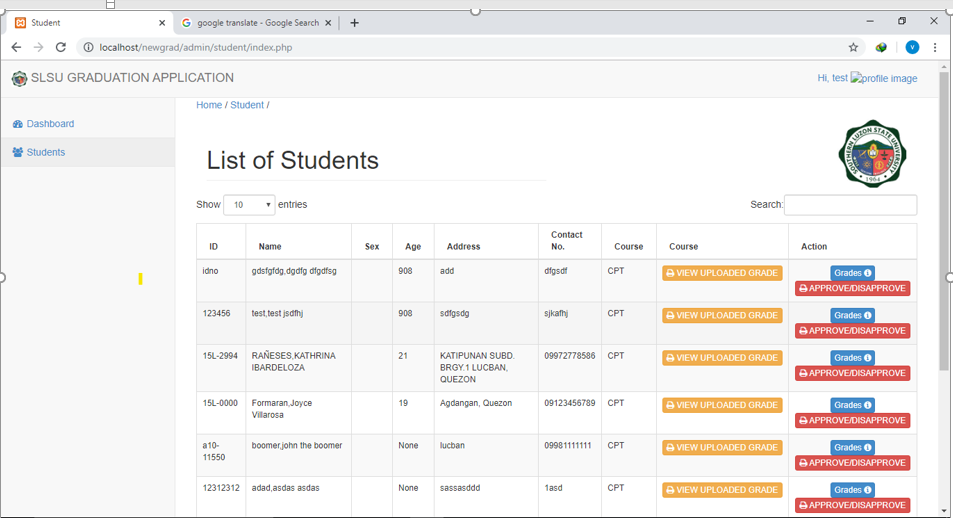 Student
google translate - Google Search
localhost/newgrad/admin/student/index.php
v
SLSU GRADUATION APPLICATION
Hi, test profile image
Home / Student /
Dashboard
Students
SOUTHERN LUZON STATE UNIVERSITY
1964
List of Students
Show 10 entries
Search:
ID Name Sex Age Address Contact No. Course Course Action
idno gdsfgfdg,dgdfg dfgdfsg 908 add dfgsdf CPT VIEW UPLOADED GRADE Grades
APPROVE/DISAPPROVE
123456 test,test jsdfhj 908 sdfgsdg sjkafhj CPT VIEW UPLOADED GRADE Grades
APPROVE/DISAPPROVE
15L-2994 RAÑESES,KATHRINA IBARDELOZA 21 KATIPUNAN SUBD. BRGY.1 LUCBAN, QUEZON 09972778586 CPT VIEW UPLOADED GRADE Grades
APPROVE/DISAPPROVE
15L-0000 Formaran,Joyce Villarosa 19 Agdangan, Quezon 09123456789 CPT VIEW UPLOADED GRADE Grades
APPROVE/DISAPPROVE
a10-11550 boomer,john the boomer None lucban 09981111111 CPT VIEW UPLOADED GRADE Grades
APPROVE/DISAPPROVE
12312312 adad,asdas asdas None sassasddd 1asd CPT VIEW UPLOADED GRADE Grades
APPROVE/DISAPPROVE